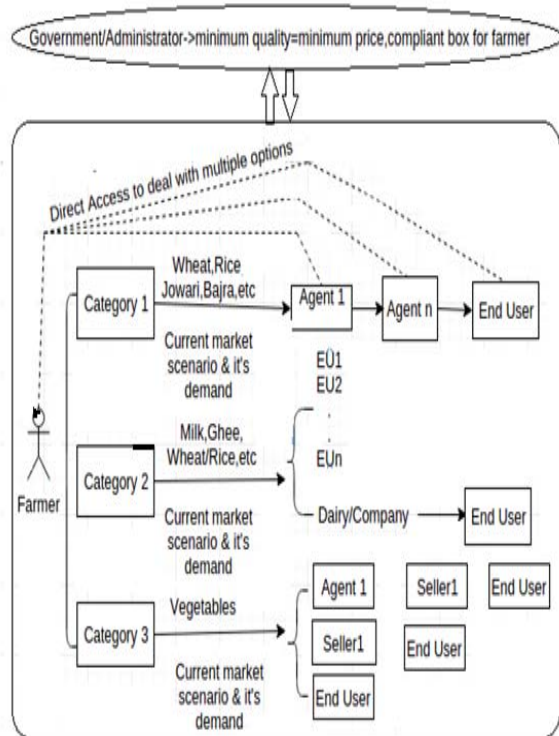 Government/Administrator->minimum quality=minimum price,compliant box for farmer
Direct Access to deal with multiple options
Category 1
Wheat,Rice
Jowari,Bajra,etc
Current market
scenario & it's
demand
Agent 1
Agent n
End User
Farmer
Category 2
Milk,Ghee,
Wheat/Rice,etc
Current market
scenario & it's
demand
EU1
EU2
.
.
EUn
Dairy/Company
End User
Category 3
Vegetables
Current market
scenario & it's
demand
Agent 1
Seller1
End User
Seller1
End User
End User